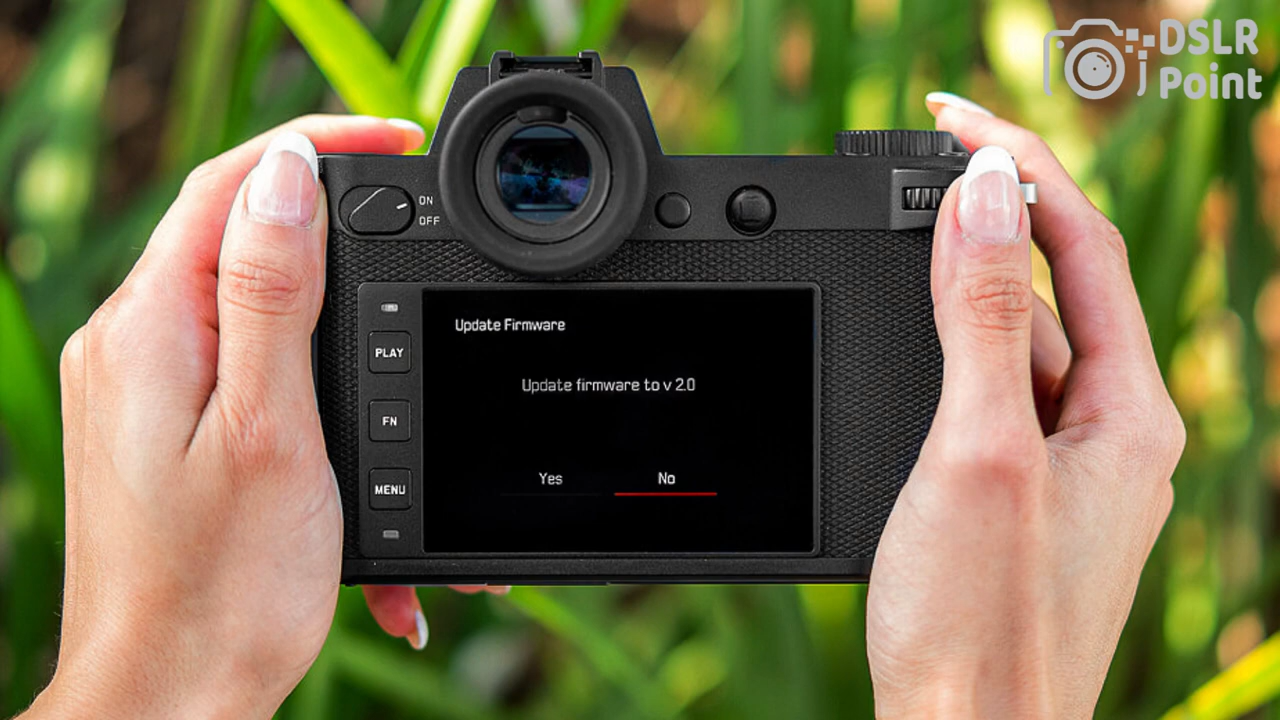 DSLR
Point
ON
OFF
PLAY
FN
MENU
Update Firmware
Update firmware to v 2.0
Yes No